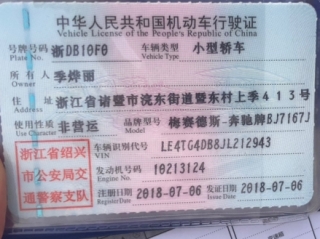 中华人民共和国机动车行驶证
Vehicle License of the People's Republic of China
号牌号码 浙DB10F0 车辆类型 小型轿车
Plate No. Vehicle Type
所有人 季烨丽
Owner
住址 浙江省诸暨市浣东街道暨东村上季413号
Address
使用性质 非营运 品牌型号 梅赛德斯-奔驰牌BJ7167J
Use Character Model
浙江省绍兴 车辆识别代号 LE4TG4DB8JL212943
VIN
市公安局交 发动机号码 10213124
Engine No.
通警察支队 注册日期 2018-07-06 2018-07-06
Register Date Issue Date